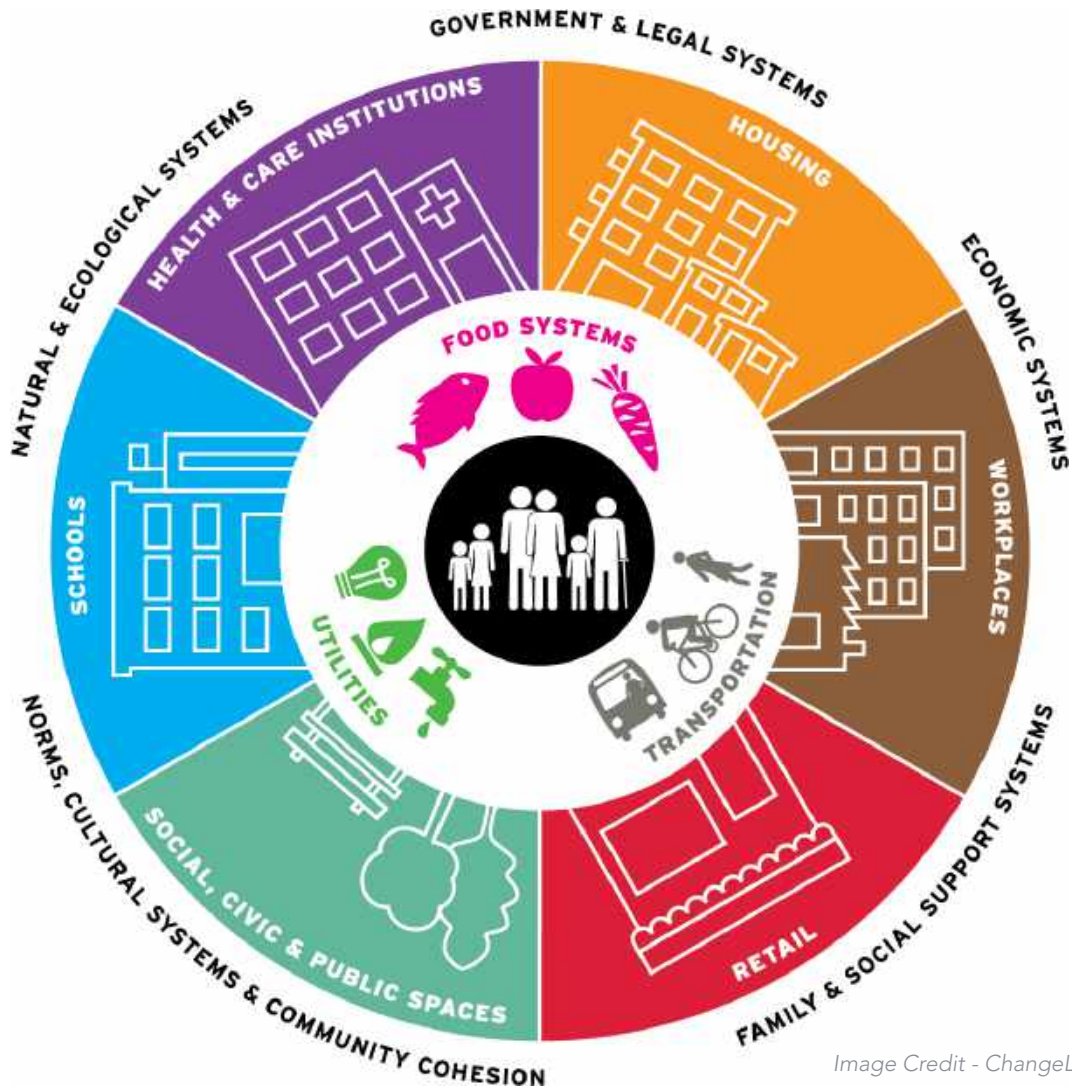 GOVERNMENT & LEGAL SYSTEMS
ECONOMIC SYSTEMS
FAMILY & SOCIAL SUPPORT SYSTEMS
NORMS, CULTURAL SYSTEMS & COMMUNITY COHESION
NATURAL & ECOLOGICAL SYSTEMS
HEALTH & CARE INSTITUTIONS
HOUSING
WORKPLACES
RETAIL
SOCIAL, CIVIC & PUBLIC SPACES
SCHOOLS
FOOD SYSTEMS
TRANSPORTATION
UTILITIES
Image Credit - ChangeL